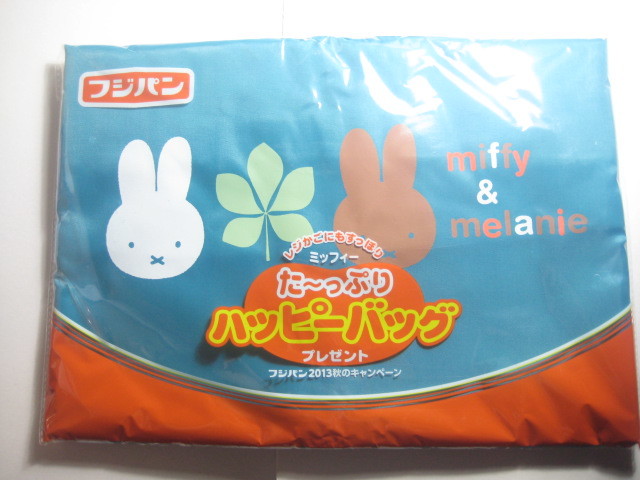 フジパン
miffy
&
melanie
レジかごにもすっぽり
ミッフィー
た〜っぷり
ハッピーバッグ
プレゼント
フジパン2013秋のキャンペーン